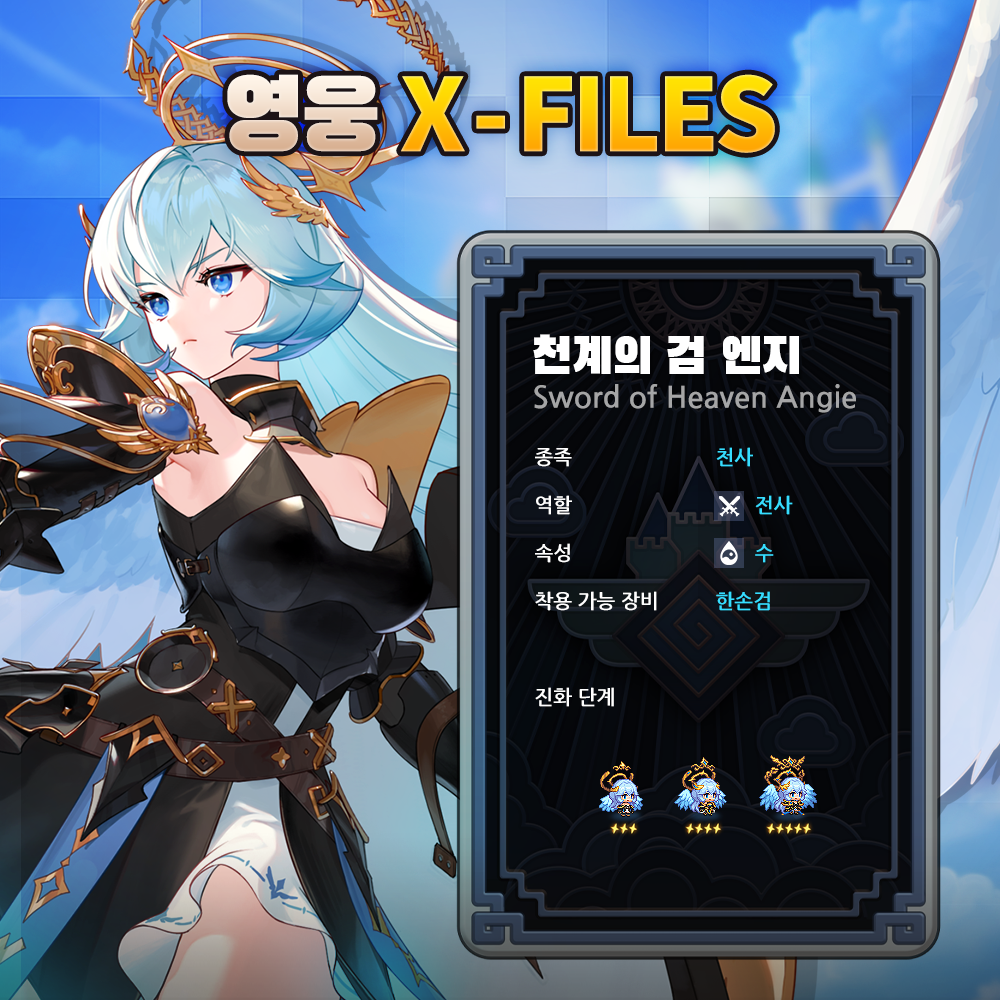 영웅 X-FILES
천계의 검 엔지
Sword of Heaven Angie
종족 천사
역할 전사
속성 수
착용 가능 장비 한손검
진화 단계